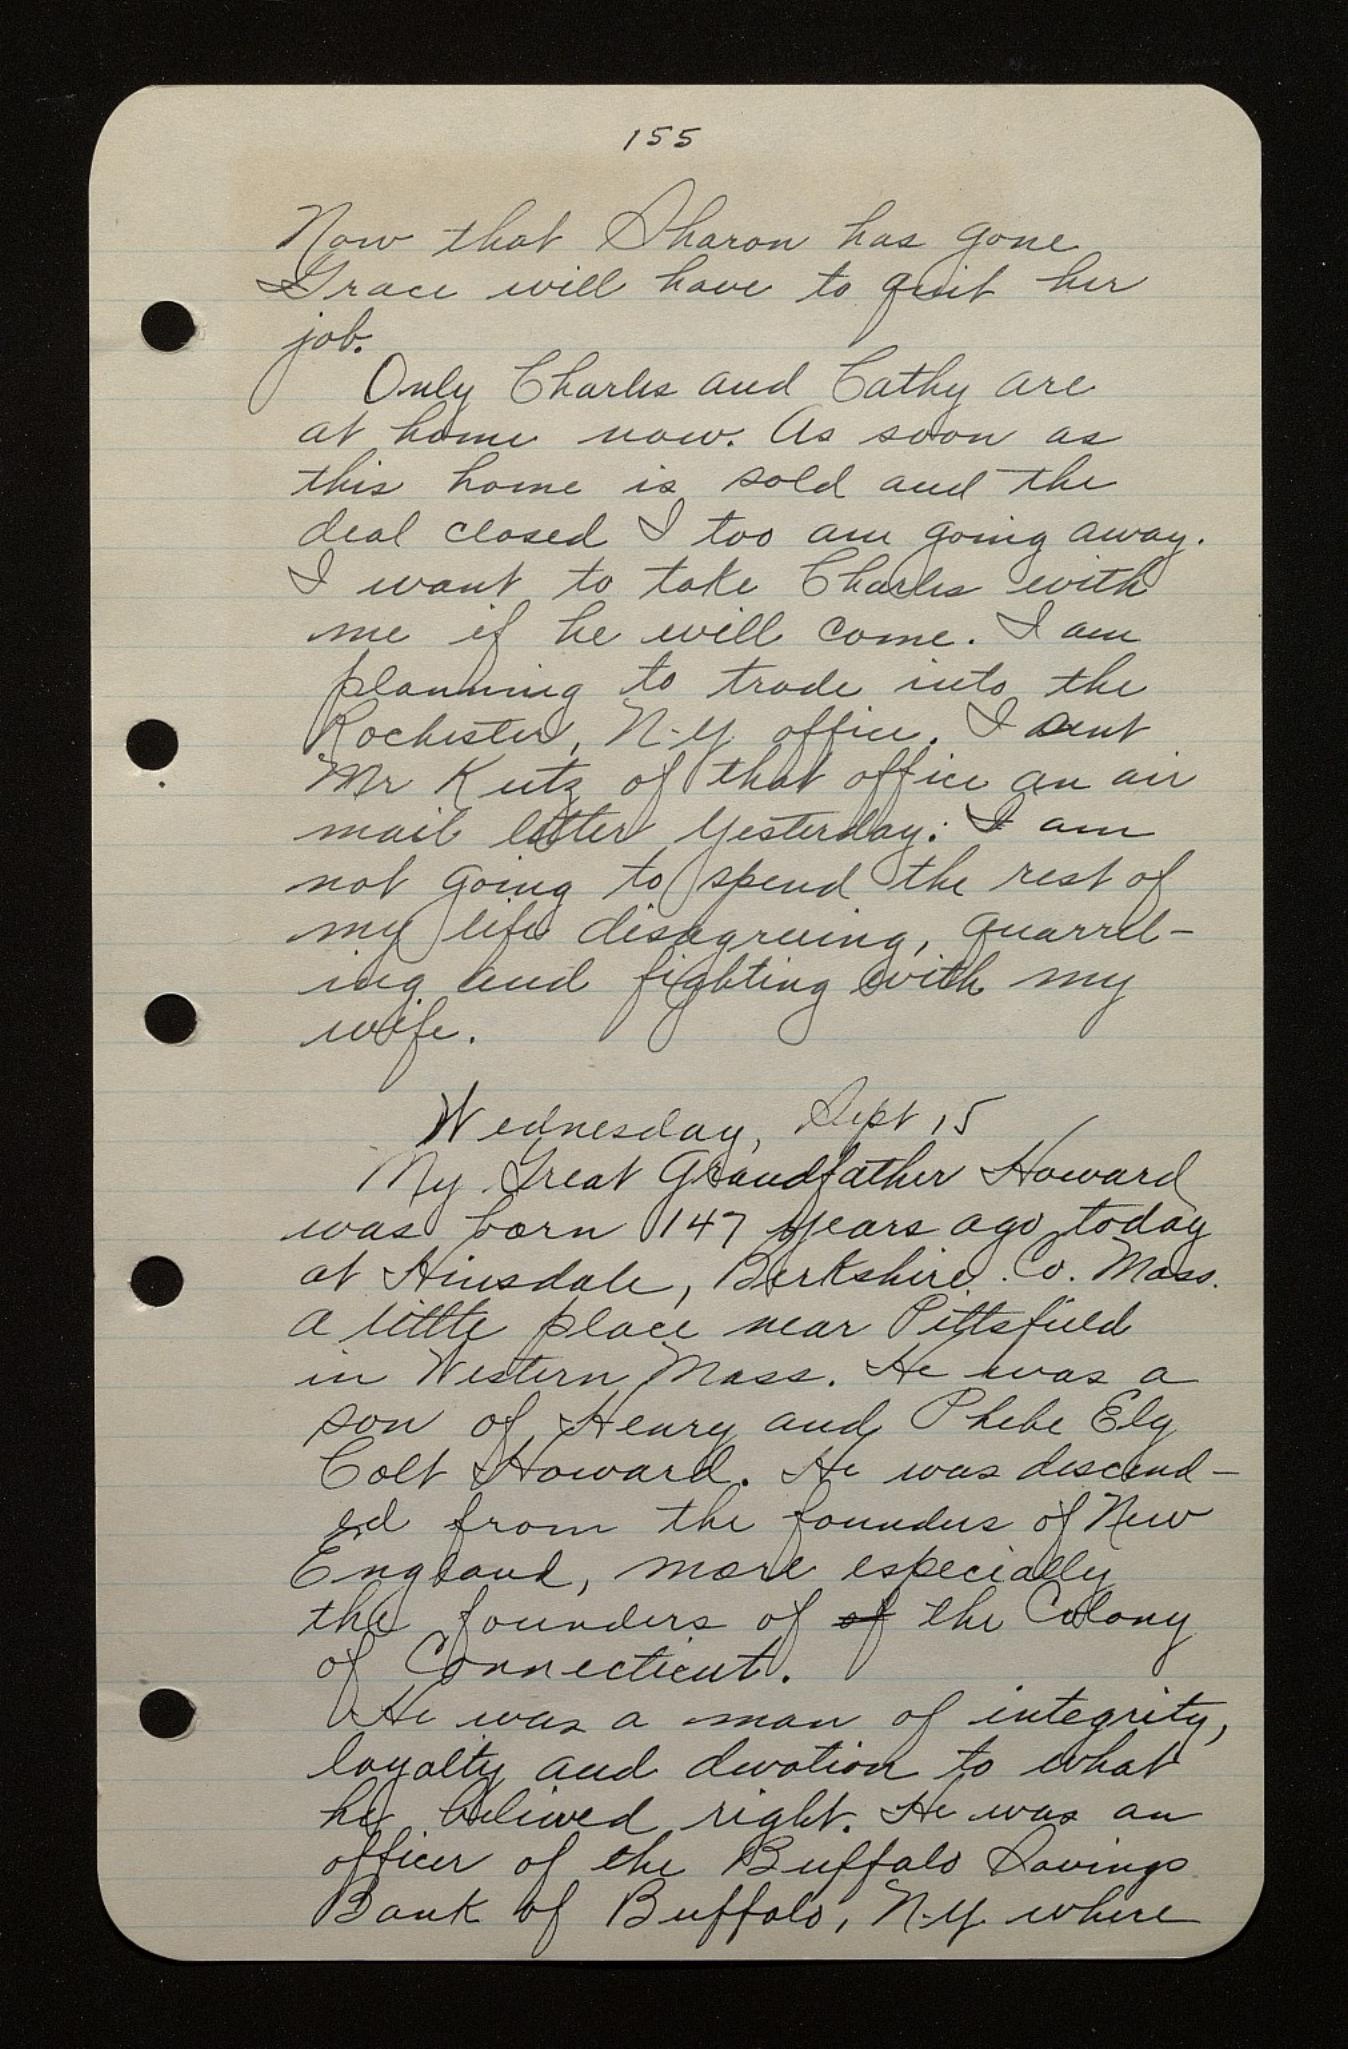 155
Now that Sharon has gone
Grace will have to quit her
job.
Only Charles and Cathy are
at home now. As soon as
this home is sold and the
deal closed I too am going away.
I want to take Charles with
me if he will come. I am
planning to trade into the
Rochester, N-Y office. I sent
Mr Kutz of that office an air
mail letter yesterday. I am
not going to spend the rest of
my life disagreeing, quarrel-
ing and fighting with my
wife.
Wednesday, Sept 15
My Great Grandfather Howard
was born 147 years ago today
at Hinsdale, Berkshire Co. Mass.
a little place near Pittsfield
in Western Mass. He was a
son of Henry and Phebe Ely
Colt Howard. He was descend-
ed from the founders of New
England, more especially
the founders of of the Colony
of Connecticut.
He was a man of integrity,
loyalty and devotion to what
he believed right. He was an
officer of the Buffalo Savings
Bank of Buffalo, N-Y where